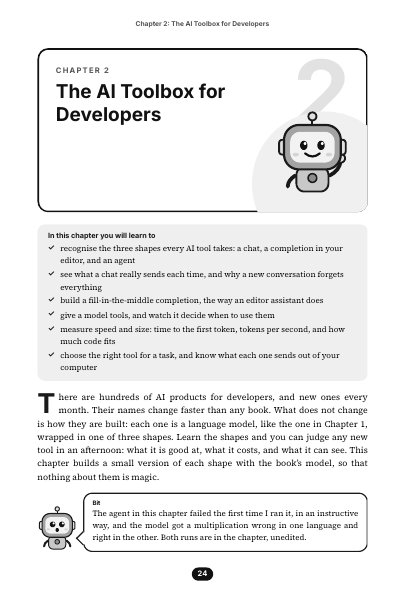 Chapter 2: The AI Toolbox for Developers
CHAPTER 2
2
The AI Toolbox for
Developers
In this chapter you will learn to
✓ recognise the three shapes every AI tool takes: a chat, a completion in your
editor, and an agent
✓ see what a chat really sends each time, and why a new conversation forgets
everything
✓ build a fill-in-the-middle completion, the way an editor assistant does
✓ give a model tools, and watch it decide when to use them
✓ measure speed and size: time to the first token, tokens per second, and how
much code fits
✓ choose the right tool for a task, and know what each one sends out of your
computer
There are hundreds of AI products for developers, and new ones every
month. Their names change faster than any book. What does not change
is how they are built: each one is a language model, like the one in Chapter 1,
wrapped in one of three shapes. Learn the shapes and you can judge any new
tool in an afternoon: what it is good at, what it costs, and what it can see. This
chapter builds a small version of each shape with the book's model, so that
nothing about them is magic.
Bit
The agent in this chapter failed the first time I ran it, in an instructive
way, and the model got a multiplication wrong in one language and
right in the other. Both runs are in the chapter, unedited.
24